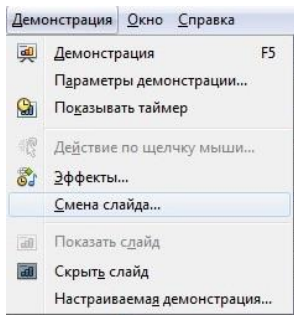 Демонстрация Окно Справка
Демонстрация F5
Параметры демонстрации...
Показывать таймер
Действие по щелчку мыши...
Эффекты...
Смена слайда...
Показать слайд
Скрыть слайд
Настраиваемая демонстрация...